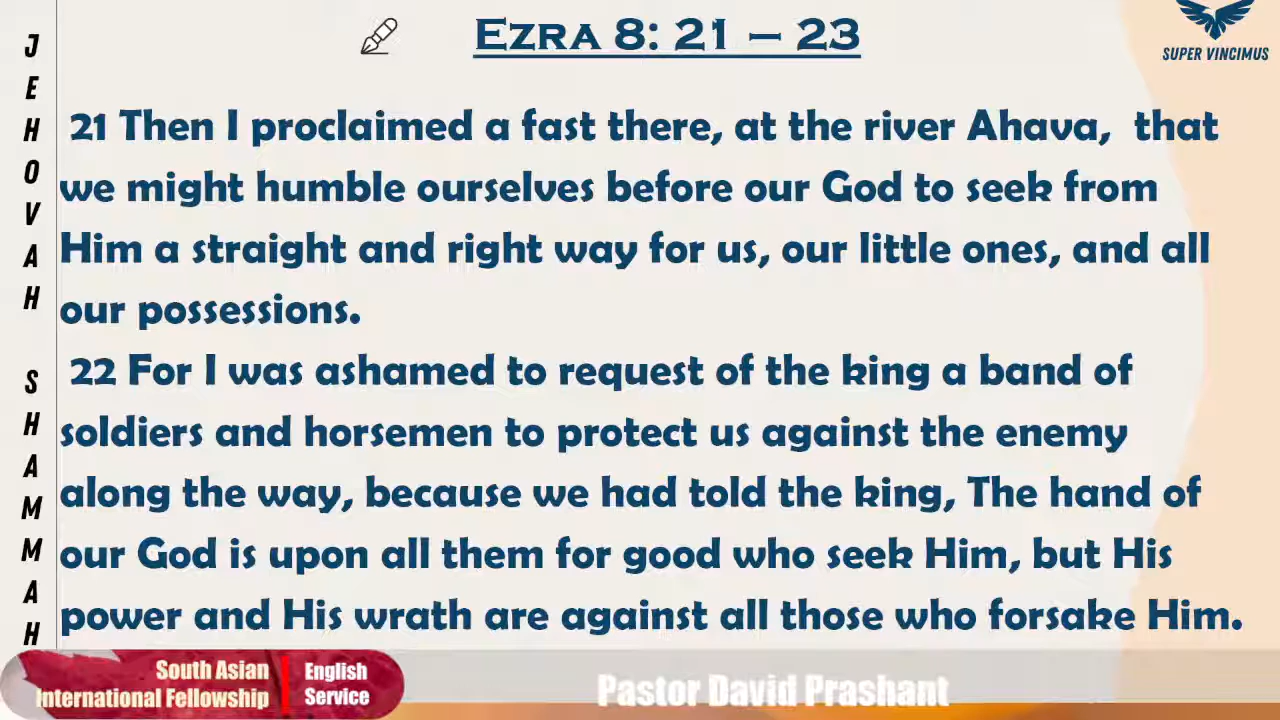 JEHOVAH SHAMMAH
EZRA 8: 21 – 23
SUPER VINCIMUS
21 Then I proclaimed a fast there, at the river Ahava, that
we might humble ourselves before our God to seek from
Him a straight and right way for us, our little ones, and all
our possessions.
22 For I was ashamed to request of the king a band of
soldiers and horsemen to protect us against the enemy
along the way, because we had told the king, The hand of
our God is upon all them for good who seek Him, but His
power and His wrath are against all those who forsake Him.
South Asian
International Fellowship
English
Service
Pastor David Prashant